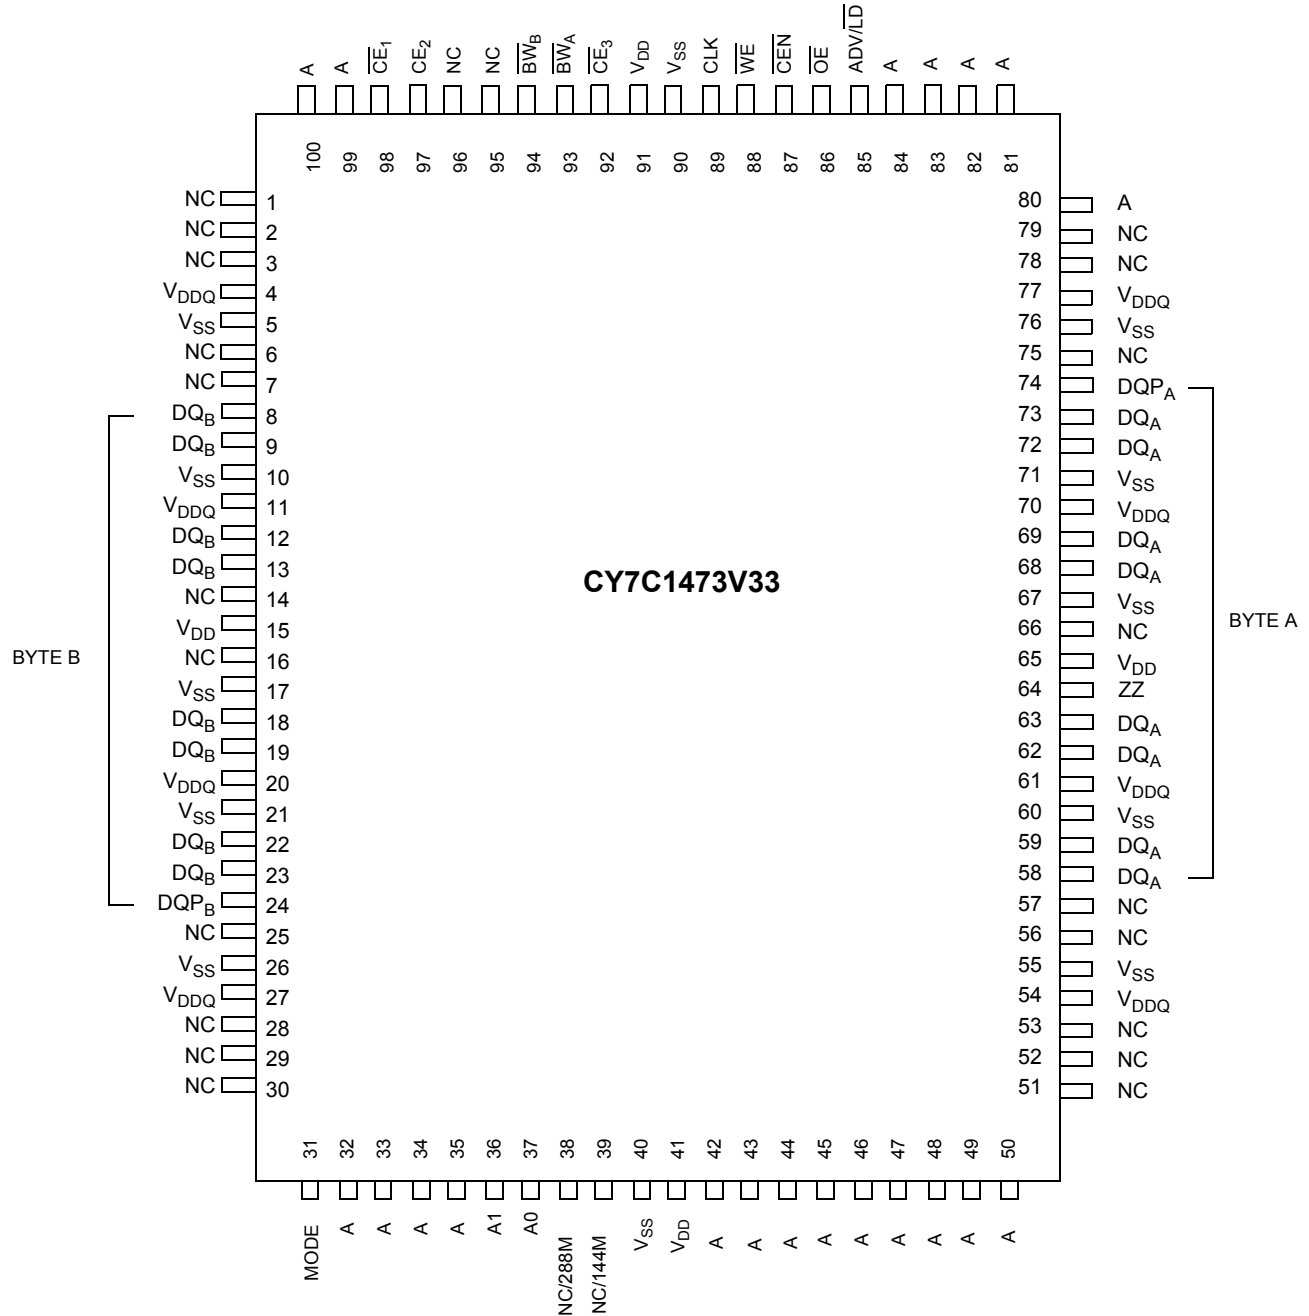 A A CE1 CE2 NC NC BWB BWA CE3 VDD VSS CLK WE CEN OE ADV/LD A A A A
100 99 98 97 96 95 94 93 92 91 90 89 88 87 86 85 84 83 82 81
NC 1 80 A
NC 2 79 NC
NC 3 78 NC
VDDQ 4 77 VDDQ
VSS 5 76 VSS
NC 6 75 NC
NC 7 74 DQPA
DQB 8 73 DQA
DQB 9 72 DQA
VSS 10 71 VSS
VDDQ 11 70 VDDQ
DQB 12 69 DQA
DQB 13 68 DQA
CY7C1473V33
NC 14 67 VSS
VDD 15 66 NC
BYTE A
BYTE B
NC 16 65 VDD
VSS 17 64 ZZ
DQB 18 63 DQA
DQB 19 62 DQA
VDDQ 20 61 VDDQ
VSS 21 60 VSS
DQB 22 59 DQA
DQB 23 58 DQA
DQPB 24 57 NC
NC 25 56 NC
VSS 26 55 VSS
VDDQ 27 54 VDDQ
NC 28 53 NC
NC 29 52 NC
NC 30 51 NC
31 32 33 34 35 36 37 38 39 40 41 42 43 44 45 46 47 48 49 50
MODE A A A A A1 A0 NC/288M NC/144M VSS VDD A A A A A A A A A